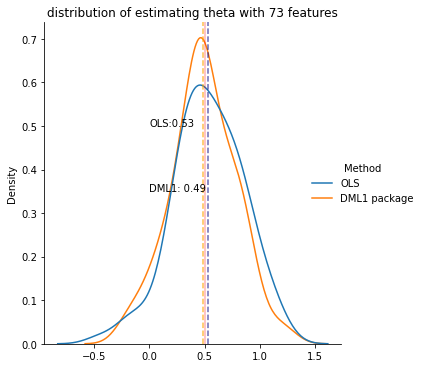 distribution of estimating theta with 73 features
0.7
0.6
0.5
0.4
0.3
0.2
0.1
0.0
Density
OLS:0.53
DML1: 0.49
Method
OLS
DML1 package
−0.5 0.0 0.5 1.0 1.5